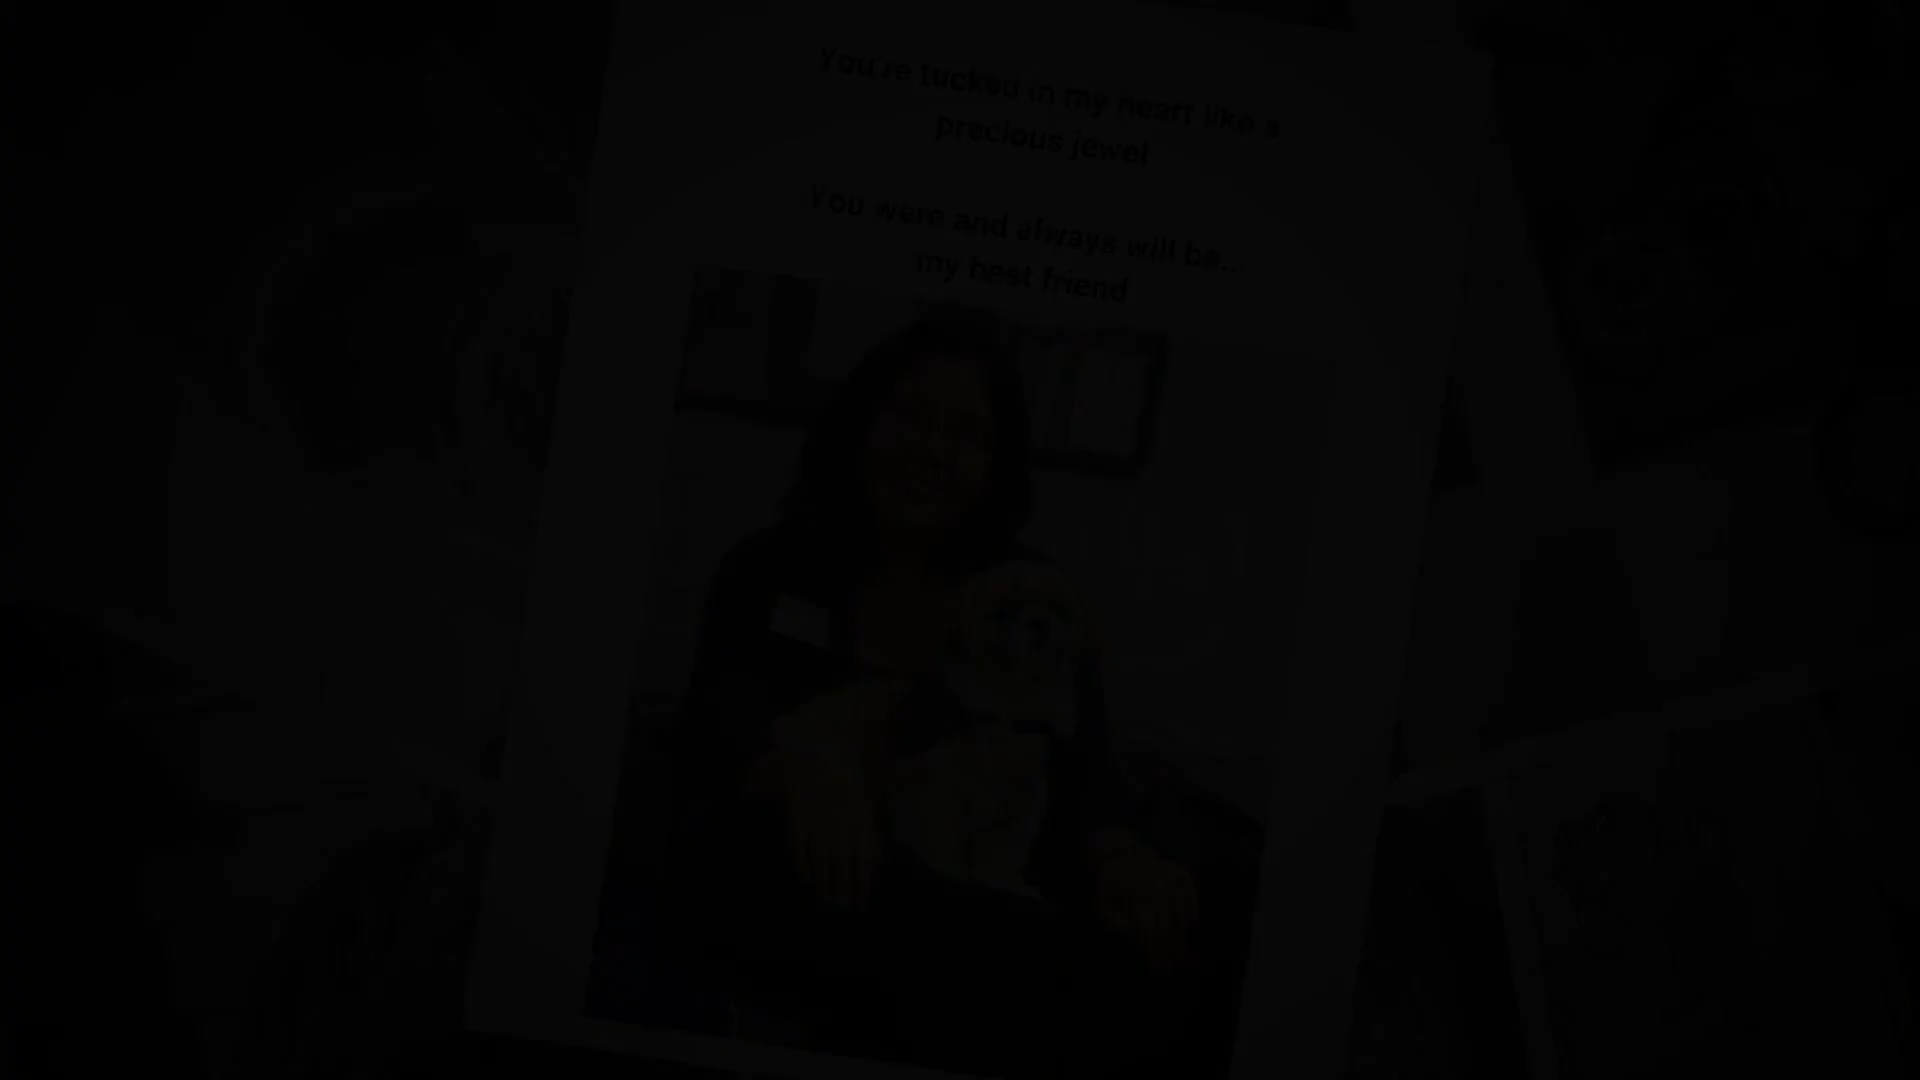 You're tucked in my heart like a
precious jewel
You were and always will be...
my best friend